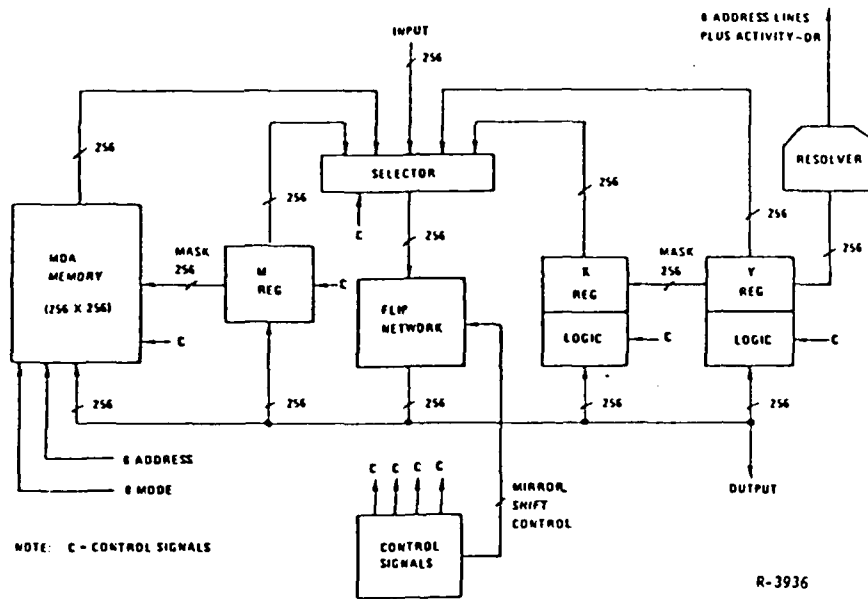 8 ADDRESS LINES
PLUS ACTIVITY-OR
INPUT
256
RESOLVER
256
SELECTOR
256
256
C
256
256
256
256
MDA
MEMORY
(256 X 256)
MASK
256
M
REG
C
FLIP
NETWORK
X
REG
MASK
256
Y
REG
C
LOGIC
C
LOGIC
C
256
256
256
256
256
8 ADDRESS
8 MODE
C C C C
MIRROR,
SHIFT
CONTROL
OUTPUT
NOTE: C - CONTROL SIGNALS
CONTROL
SIGNALS
R-3936